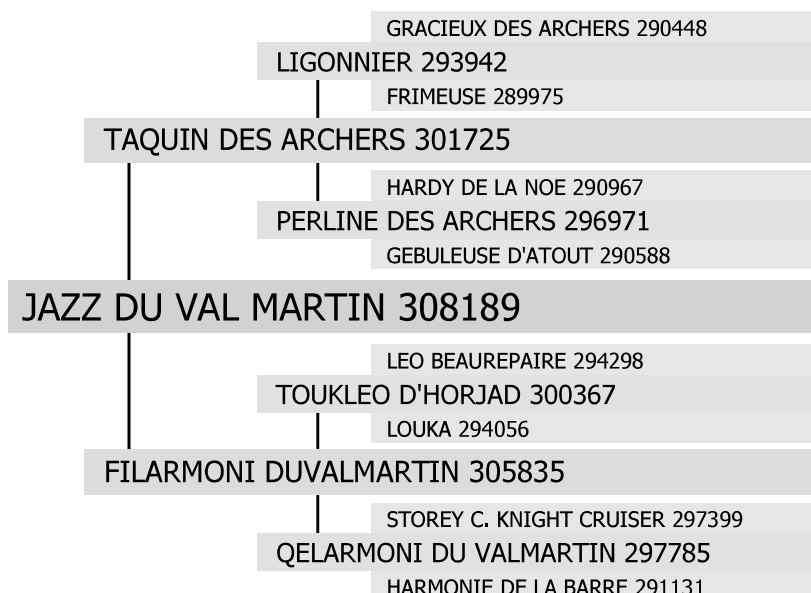 GRACIEUX DES ARCHERS 290448
LIGONNIER 293942
FRIMEUSE 289975
TAQUIN DES ARCHERS 301725
HARDY DE LA NOE 290967
PERLINE DES ARCHERS 296971
GEBULEUSE D'ATOUT 290588
JAZZ DU VAL MARTIN 308189
LEO BEAUREPAIRE 294298
TOUKLEO D'HORJAD 300367
LOUKA 294056
FILARMONI DUVALMARTIN 305835
STOREY C. KNIGHT CRUISER 297399
QELARMONI DU VALMARTIN 297785
HARMONIE DE LA BARRE 291131